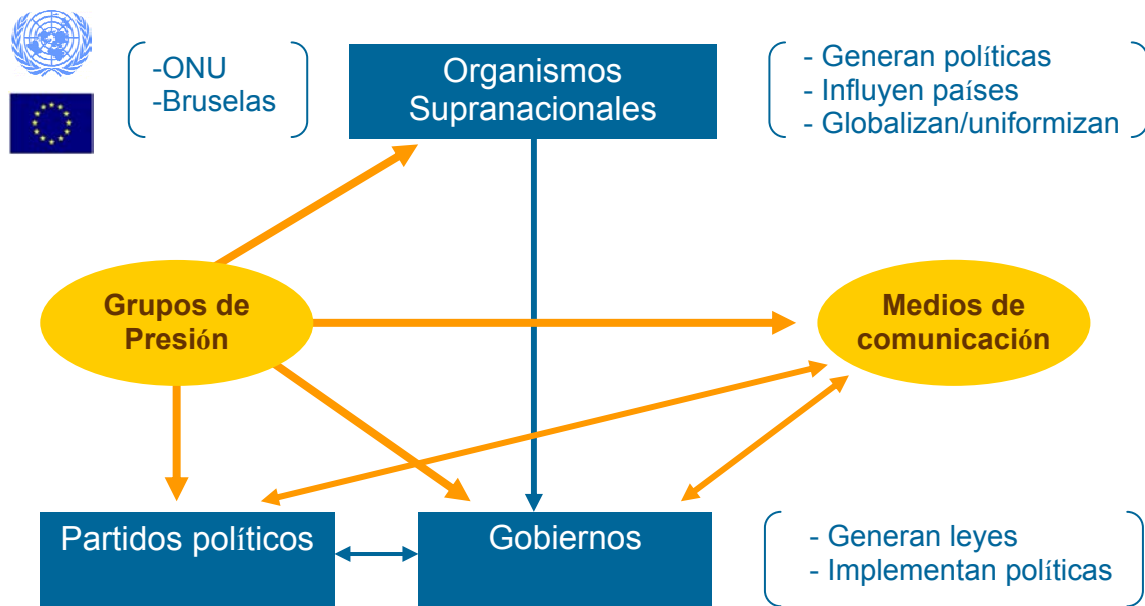 -ONU
-Bruselas
Organismos
Supranacionales
- Generan políticas
- Influyen países
- Globalizan/uniformizan
Grupos de
Presión
Medios de
comunicación
Partidos políticos
Gobiernos
- Generan leyes
- Implementan políticas